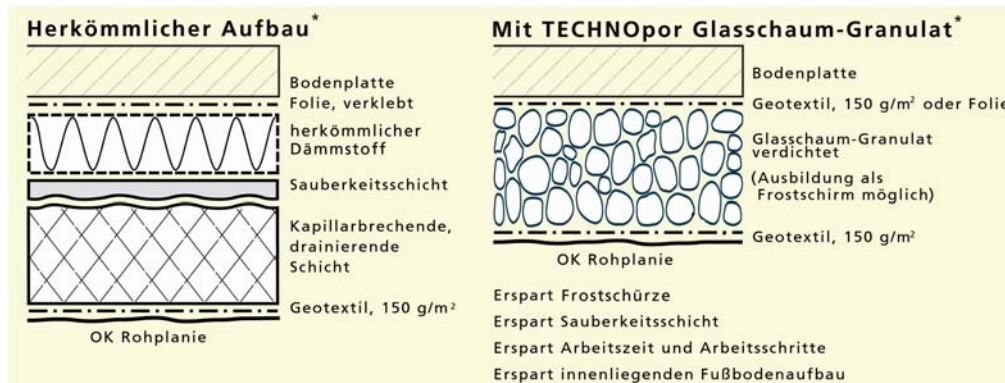 Herkömmlicher Aufbau*
Bodenplatte
Folie, verklebt
herkömmlicher
Dämmstoff
Sauberkeitsschicht
Kapillarbrechende,
drainierende
Schicht
Geotextil, 150 g/m²
OK Rohplanie
Mit TECHNOpor Glasschaum-Granulat*
Bodenplatte
Geotextil, 150 g/m² oder Folie
Glasschaum-Granulat
verdichtet
(Ausbildung als
Frostschirm möglich)
Geotextil, 150 g/m²
OK Rohplanie
Erspart Frostschürze
Erspart Sauberkeitsschicht
Erspart Arbeitszeit und Arbeitsschritte
Erspart innenliegenden Fußbodenaufbau